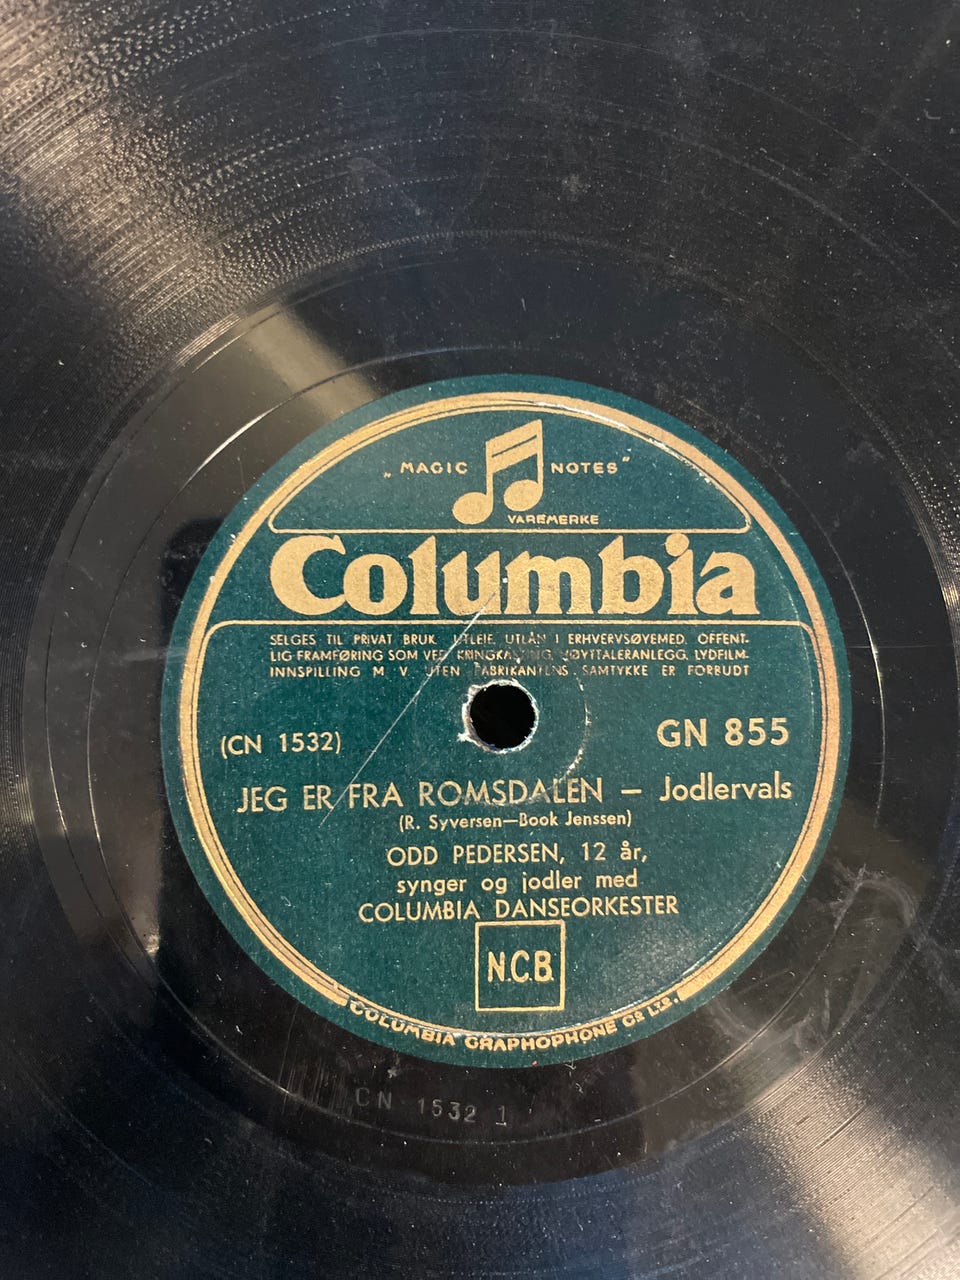 „MAGIC NOTES"
VAREMERKE
Columbia
SELGES TIL PRIVAT BRUK. UTLEIE, UTLÅN I ERHVERVSØYEMED, OFFENT-
LIG FRAMFØRING SOM VED KRINGKASTING, HØYTTALERANLEGG, LYDFILM-
INNSPILLING M V. UTEN FABRIKANTENS SAMTYKKE ER FORBUDT
(CN 1532)
GN 855
JEG ER FRA ROMSDALEN – Jodlervals
(R. Syversen–Book Jenssen)
ODD PEDERSEN, 12 år,
synger og jodler med
COLUMBIA DANSEORKESTER
N.C.B.
COLUMBIA GRAPHOPHONE Co LTD.
CN 1532 1